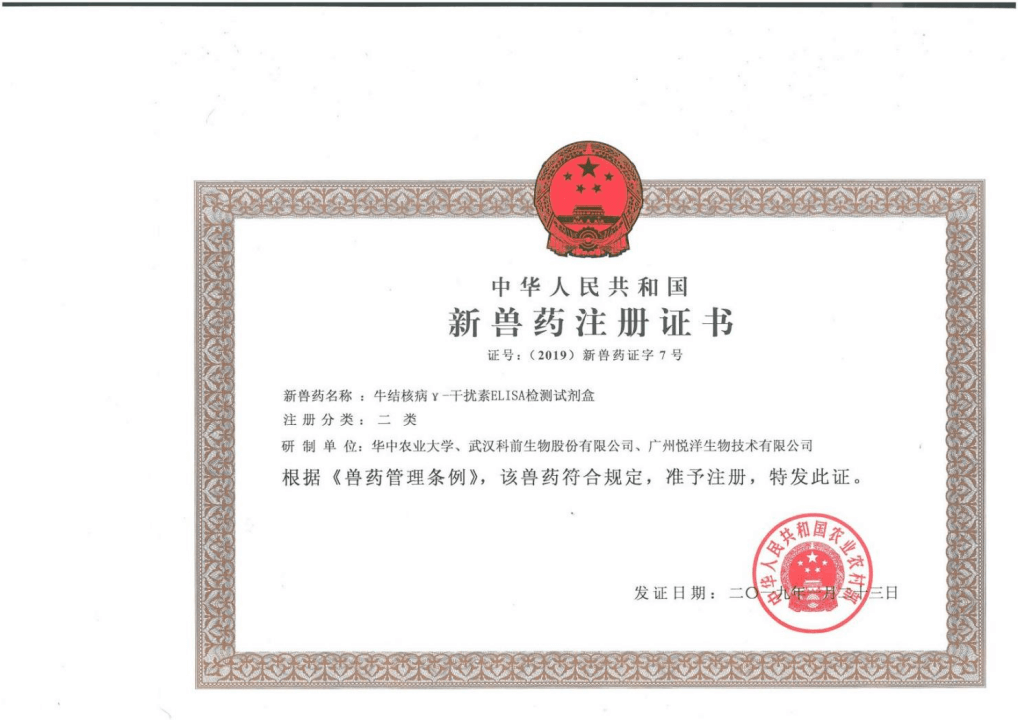 中华人民共和国
新兽药注册证书
证号：（2019）新兽药证字 7 号
新兽药名称 ：牛结核病 γ-干扰素ELISA检测试剂盒
注册分类：二 类
研 制 单 位：华中农业大学、武汉科前生物股份有限公司、广州悦洋生物技术有限公司
根据《兽药管理条例》，该兽药符合规定，准予注册，特发此证。
中华人民共和国农业农村部
发证日期：二〇一九年 月 十三日